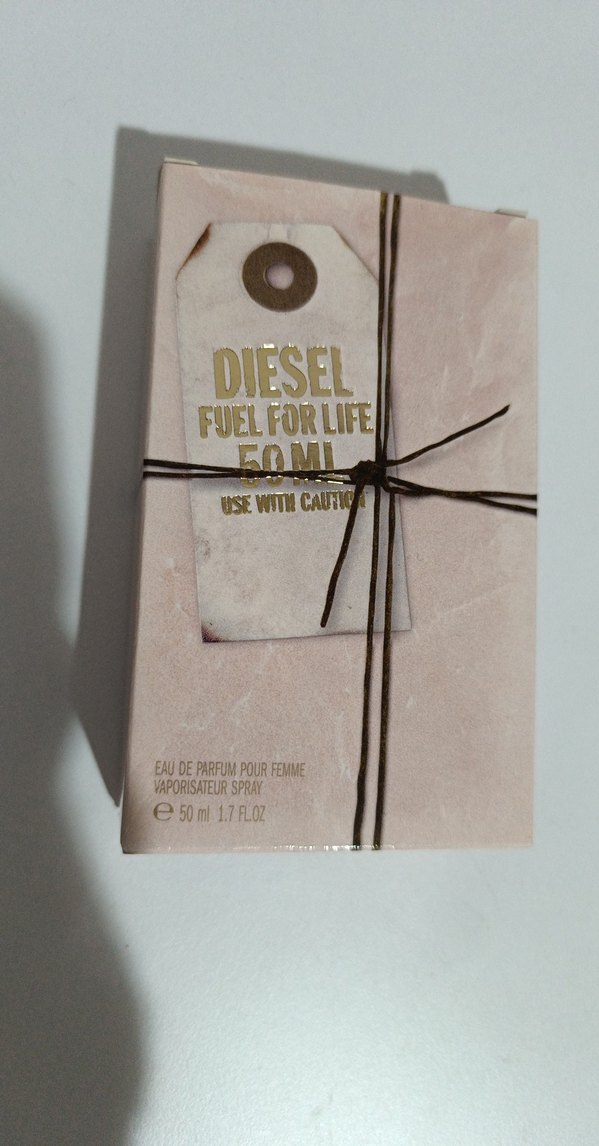 DIESEL
FUEL FOR LIFE
50 ML
USE WITH CAUTION
EAU DE PARFUM POUR FEMME
VAPORISATEUR SPRAY
℮ 50 ml 1.7 FL.OZ